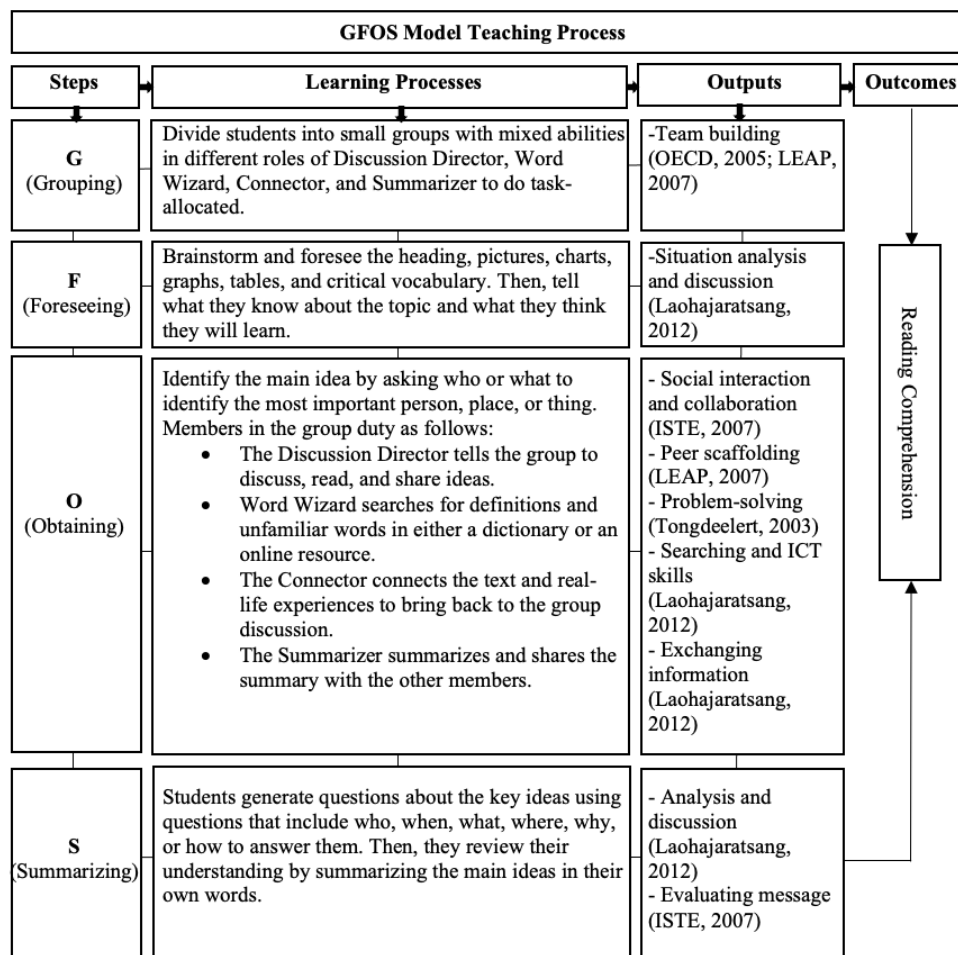 GFOS Model Teaching Process
Steps
Learning Processes
Outputs
Outcomes
G
(Grouping)
Divide students into small groups with mixed abilities
in different roles of Discussion Director, Word
Wizard, Connector, and Summarizer to do task-
allocated.
-Team building
(OECD, 2005; LEAP,
2007)
F
(Foreseeing)
Brainstorm and foresee the heading, pictures, charts,
graphs, tables, and critical vocabulary. Then, tell
what they know about the topic and what they think
they will learn.
-Situation analysis
and discussion
(Laohajaratsang,
2012)
O
(Obtaining)
Identify the main idea by asking who or what to
identify the most important person, place, or thing.
Members in the group duty as follows:
• The Discussion Director tells the group to
discuss, read, and share ideas.
• Word Wizard searches for definitions and
unfamiliar words in either a dictionary or an
online resource.
• The Connector connects the text and real-
life experiences to bring back to the group
discussion.
• The Summarizer summarizes and shares the
summary with the other members.
- Social interaction
and collaboration
(ISTE, 2007)
- Peer scaffolding
(LEAP, 2007)
- Problem-solving
(Tongdeelert, 2003)
- Searching and ICT
skills
(Laohajaratsang,
2012)
- Exchanging
information
(Laohajaratsang,
2012)
S
(Summarizing)
Students generate questions about the key ideas using
questions that include who, when, what, where, why,
or how to answer them. Then, they review their
understanding by summarizing the main ideas in their
own words.
- Analysis and
discussion
(Laohajaratsang,
2012)
- Evaluating message
(ISTE, 2007)
Reading Comprehension